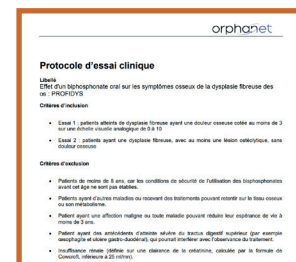 orphanet
Protocole d'essai clinique
Libellé
Effet d'un biphosphonate oral sur les symptômes osseux de la dysplasie fibreuse des
os : PROFIDYS
Critères d'inclusion
• Essai 1 : patients atteints de dysplasie fibreuse ayant une douleur osseuse cotée au moins de 3
sur une échelle visuelle analogique de 0 à 10
• Essai 2 : patients ayant une dysplasie fibreuse, avec au moins une lésion ostéolytique, sans
douleur osseuse
Critères d'exclusion
• Patients de moins de 8 ans, car les conditions de sécurité de l'utilisation des bisphosphonates
avant cet âge ne sont pas établies.
• Patients ayant d'autres maladies ou recevant des traitements pouvant retentir sur le tissu osseux
ou son métabolisme.
• Patient ayant une affection maligne ou toute maladie pouvant réduire leur espérance de vie à
moins de 3 ans.
• Patient ayant des antécédents d'atteinte sévère du tractus digestif supérieur (par exemple
œsophagite et ulcère gastro-duodénal), qui pourrait interférer avec l'observance du traitement.
• Insuffisance rénale (définie sur une clairance de la créatinine, calculée par la formule de
Cowcroft, inférieure à 25 ml/mn).